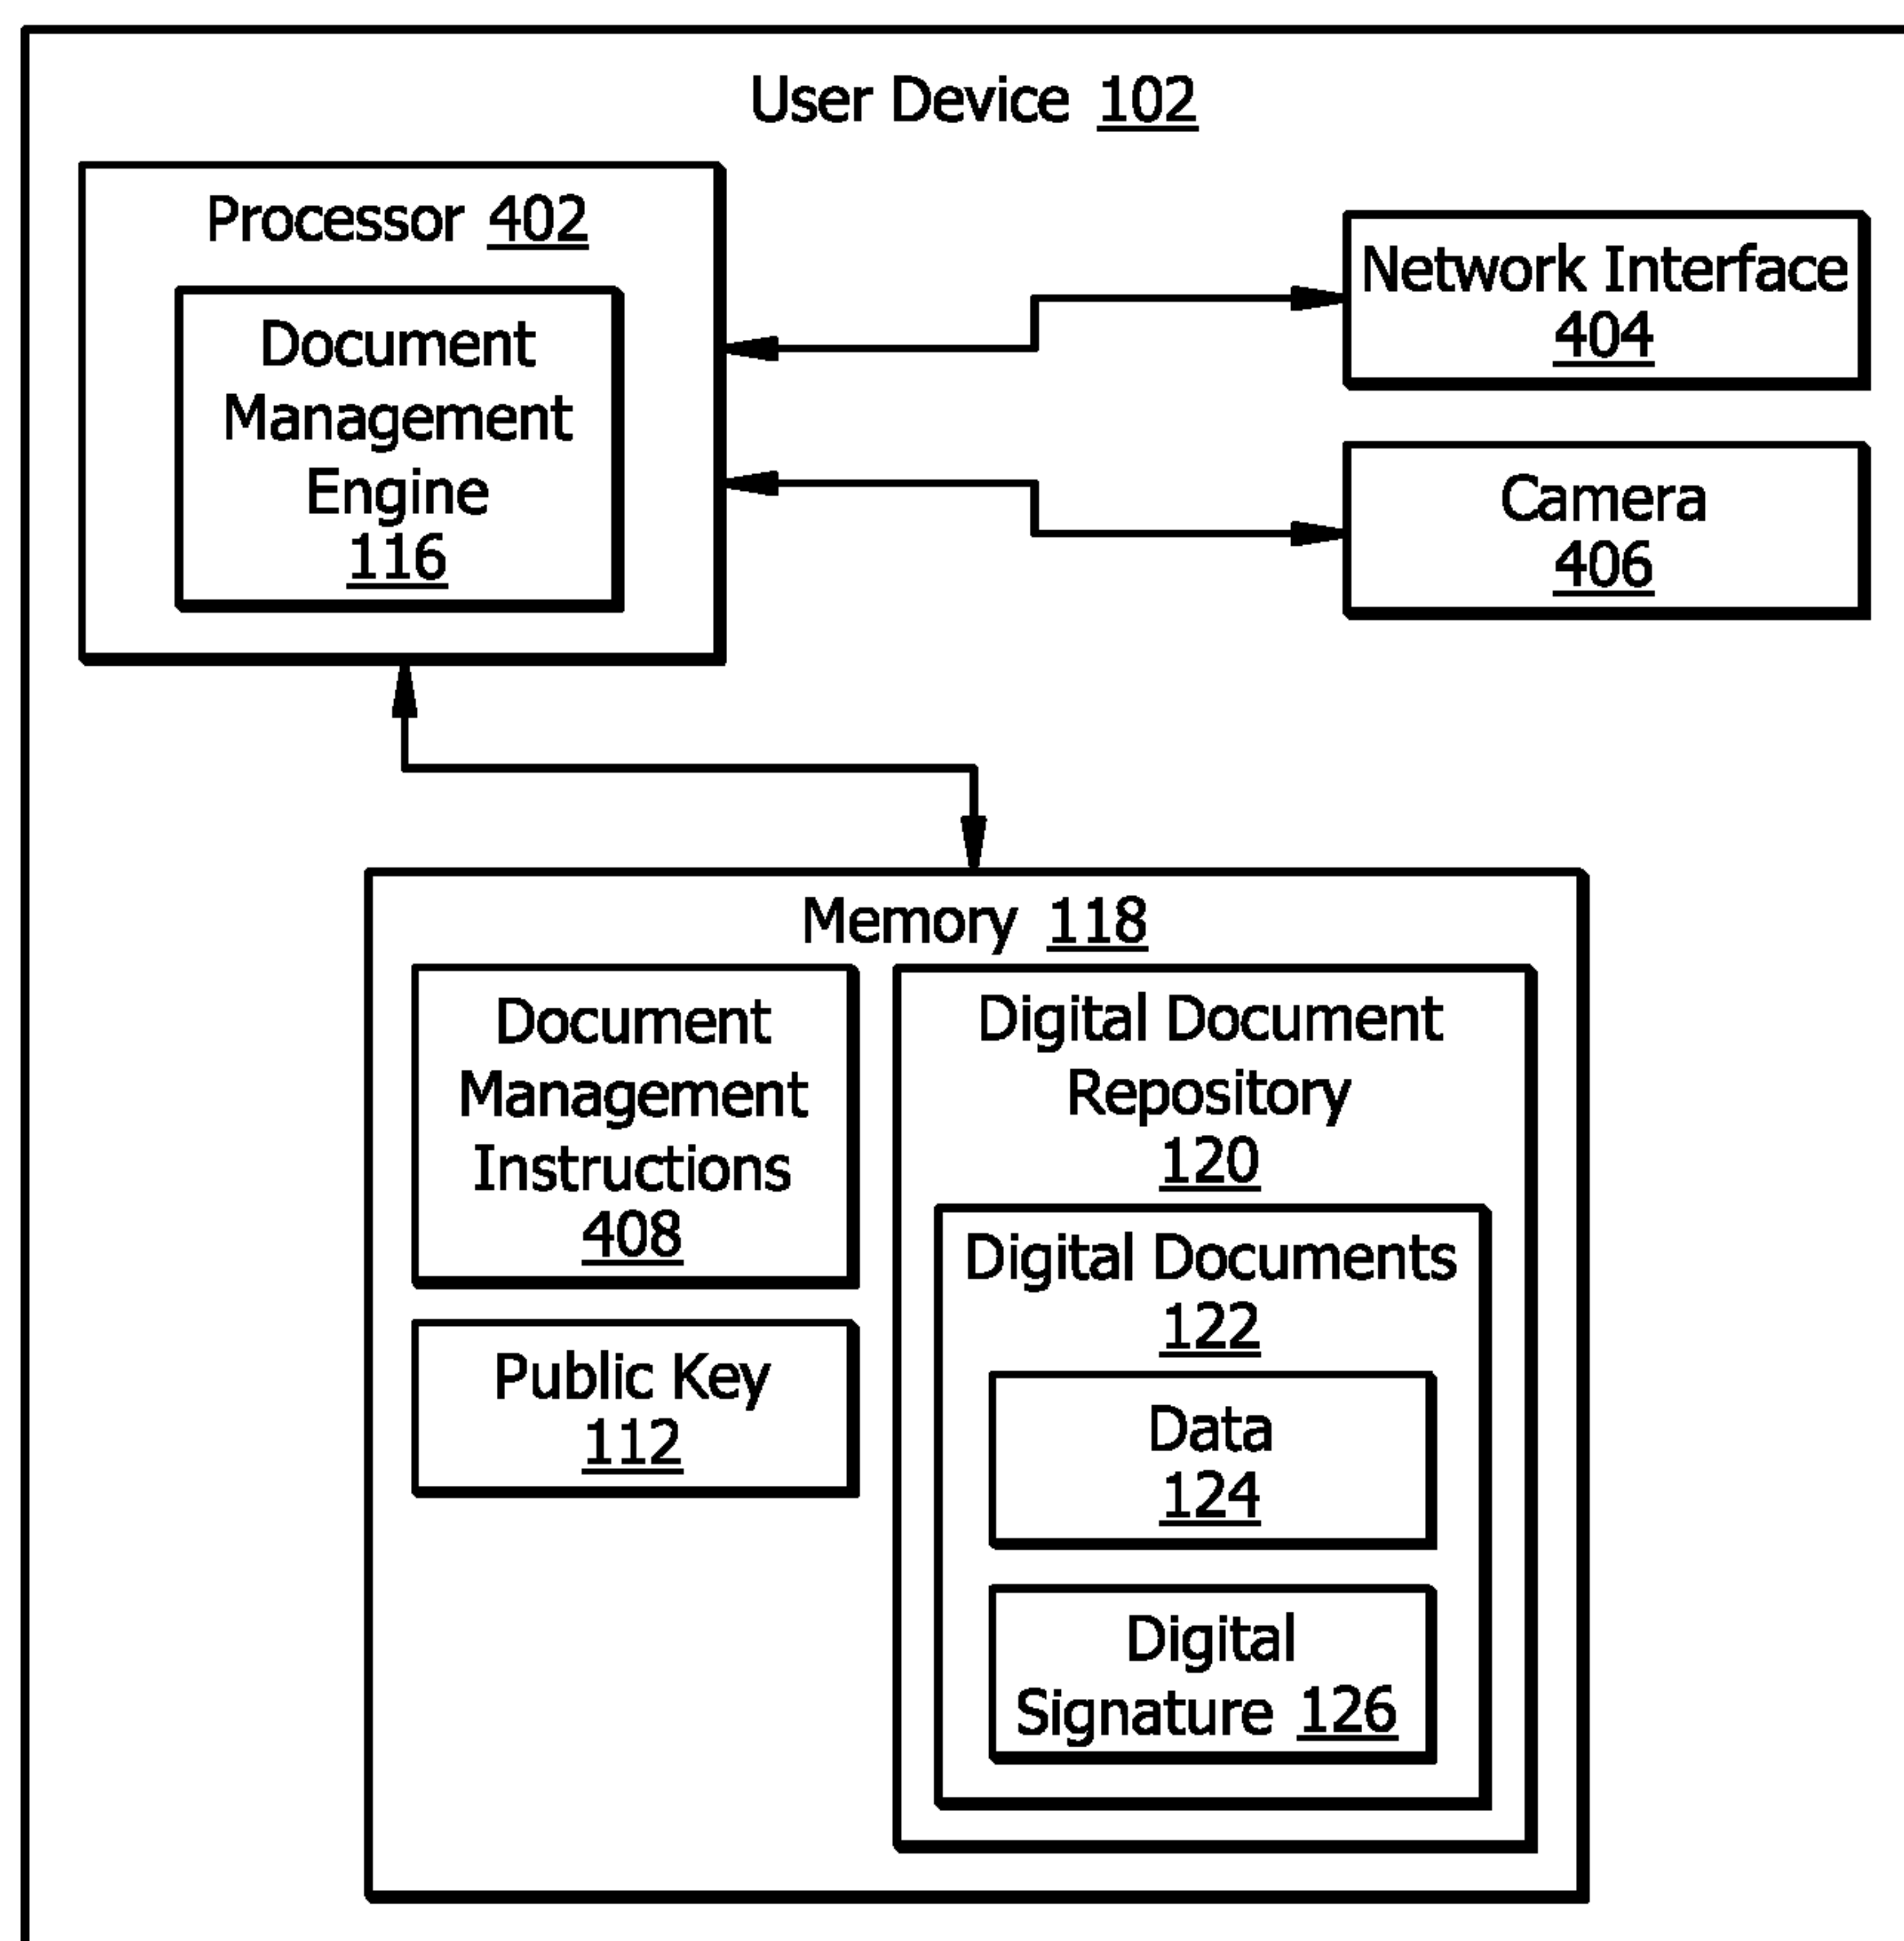 User Device 102
Processor 402
Document
Management
Engine
116
Network Interface
404
Camera
406
Memory 118
Document
Management
Instructions
408
Public Key
112
Digital Document
Repository
120
Digital Documents
122
Data
124
Digital
Signature 126